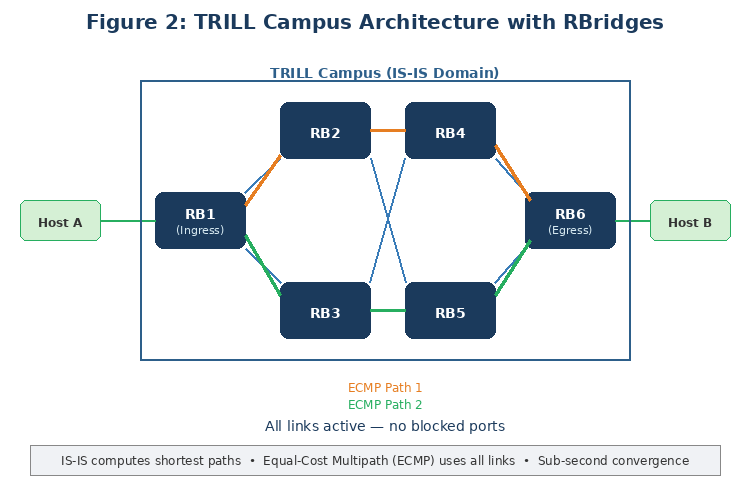 Figure 2: TRILL Campus Architecture with RBridges
TRILL Campus (IS-IS Domain)
RB2
RB4
Host A
RB1
(Ingress)
RB6
(Egress)
Host B
RB3
RB5
ECMP Path 1
ECMP Path 2
All links active — no blocked ports
IS-IS computes shortest paths • Equal-Cost Multipath (ECMP) uses all links • Sub-second convergence